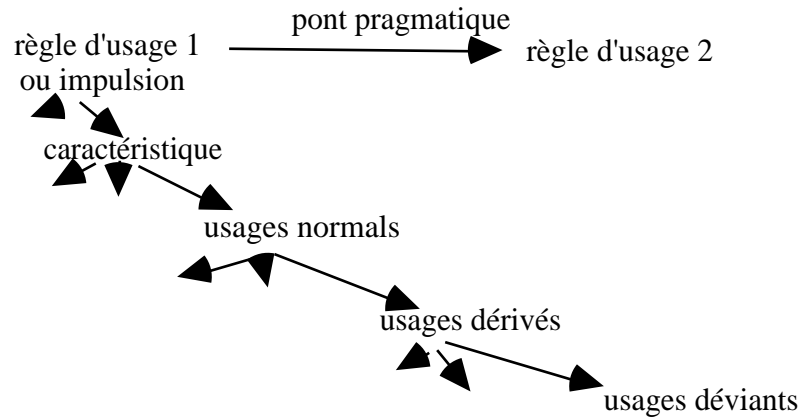 pont pragmatique
règle d'usage 1
ou impulsion
règle d'usage 2
caractéristique
usages normals
usages dérivés
usages déviants